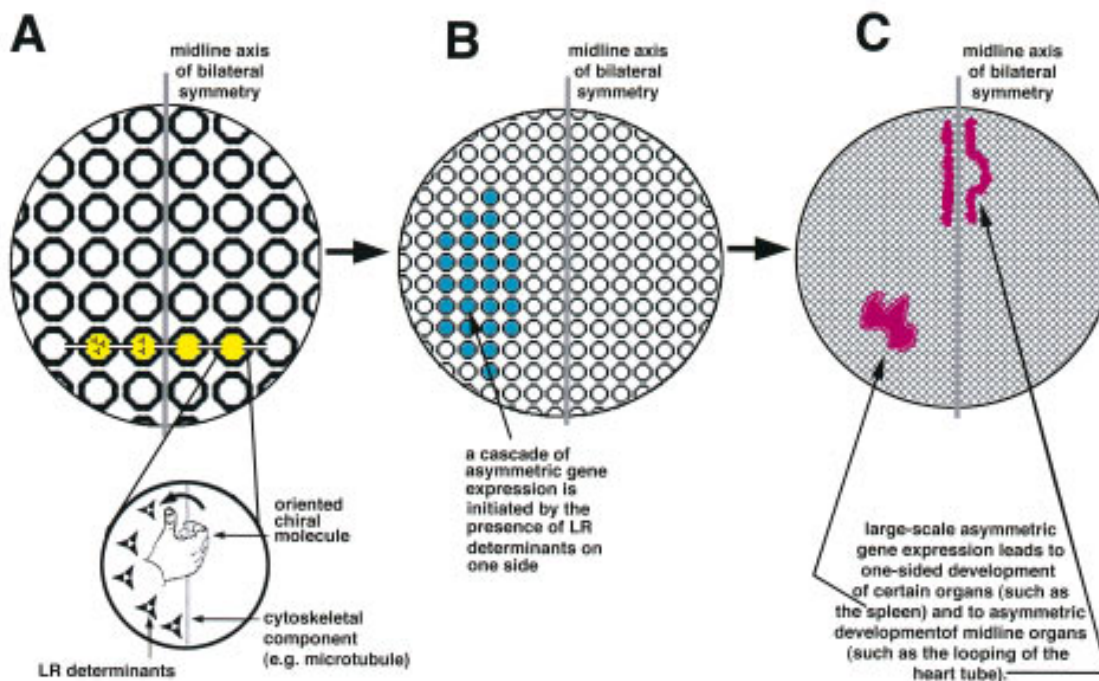 A
midline axis
of bilateral
symmetry
oriented
chiral
molecule
cytoskeletal
component
(e.g. microtubule)
LR determinants
B
midline axis
of bilateral
symmetry
a cascade of
asymmetric gene
expression is
initiated by the
presence of LR
determinants on
one side
C
midline axis
of bilateral
symmetry
large-scale asymmetric
gene expression leads to
one-sided development
of certain organs (such as
the spleen) and to asymmetric
developmentof midline organs
(such as the looping of the
heart tube).